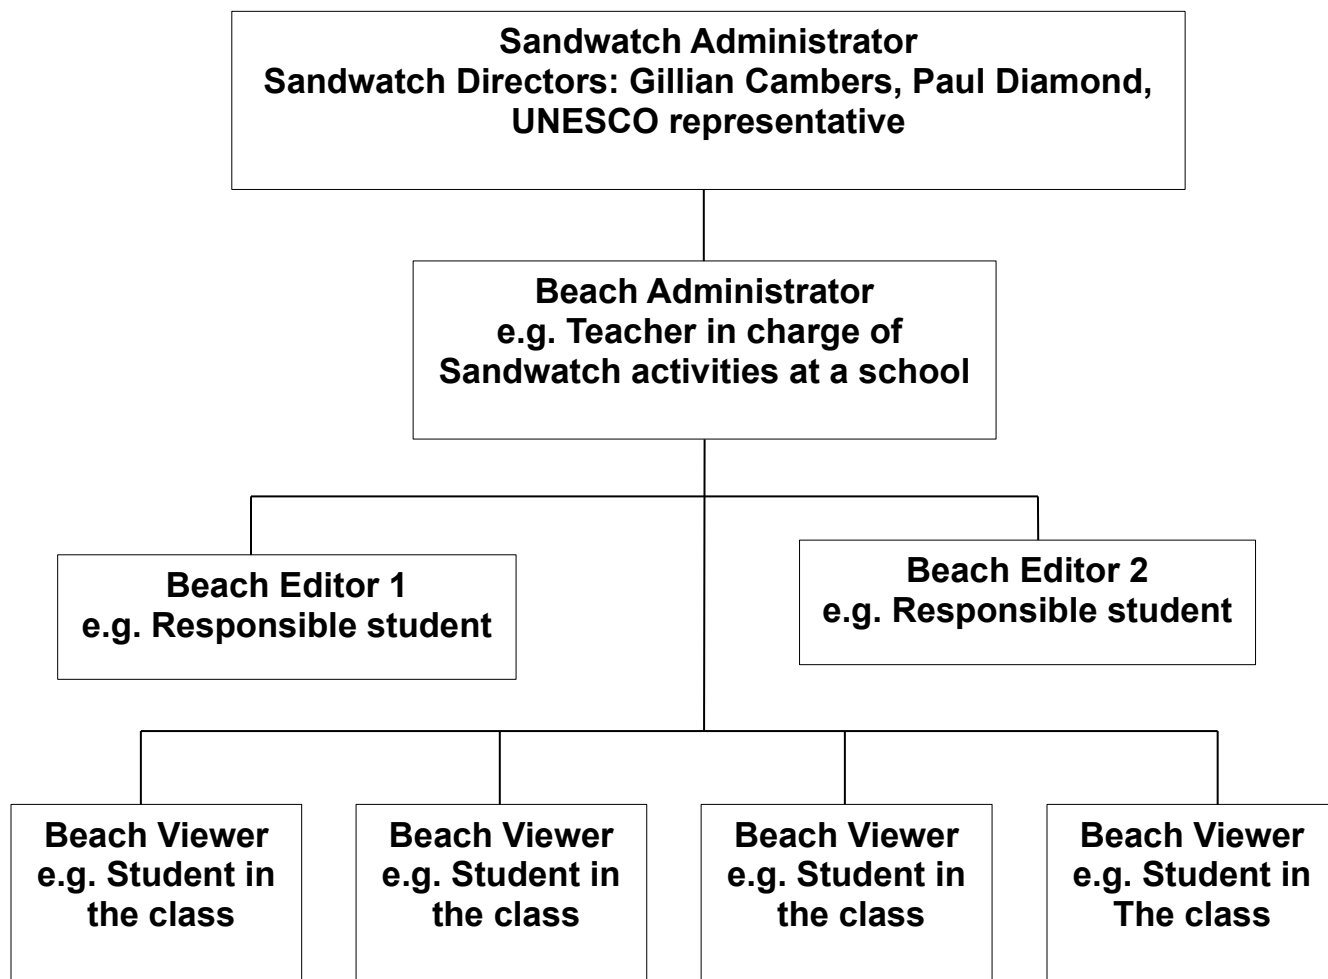 Sandwatch Administrator
Sandwatch Directors: Gillian Cambers, Paul Diamond,
UNESCO representative
Beach Administrator
e.g. Teacher in charge of
Sandwatch activities at a school
Beach Editor 1
e.g. Responsible student
Beach Editor 2
e.g. Responsible student
Beach Viewer
e.g. Student in
the class
Beach Viewer
e.g. Student in
the class
Beach Viewer
e.g. Student in
the class
Beach Viewer
e.g. Student in
The class